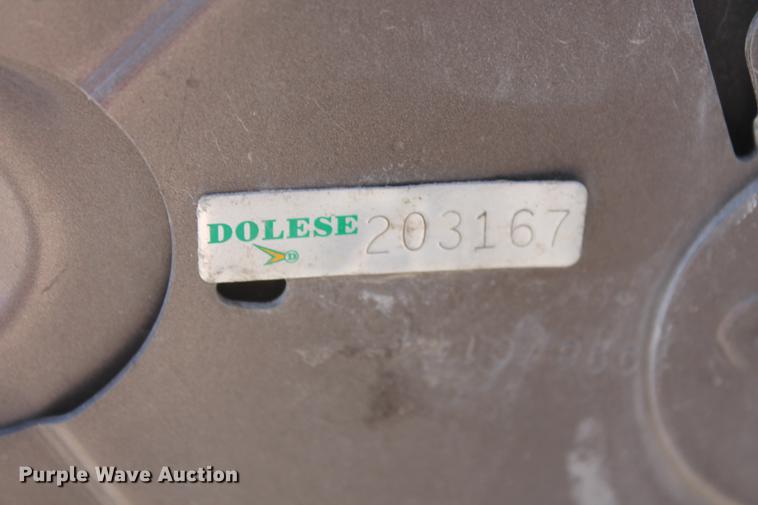 DOLESE 203167
D
Purple Wave Auction